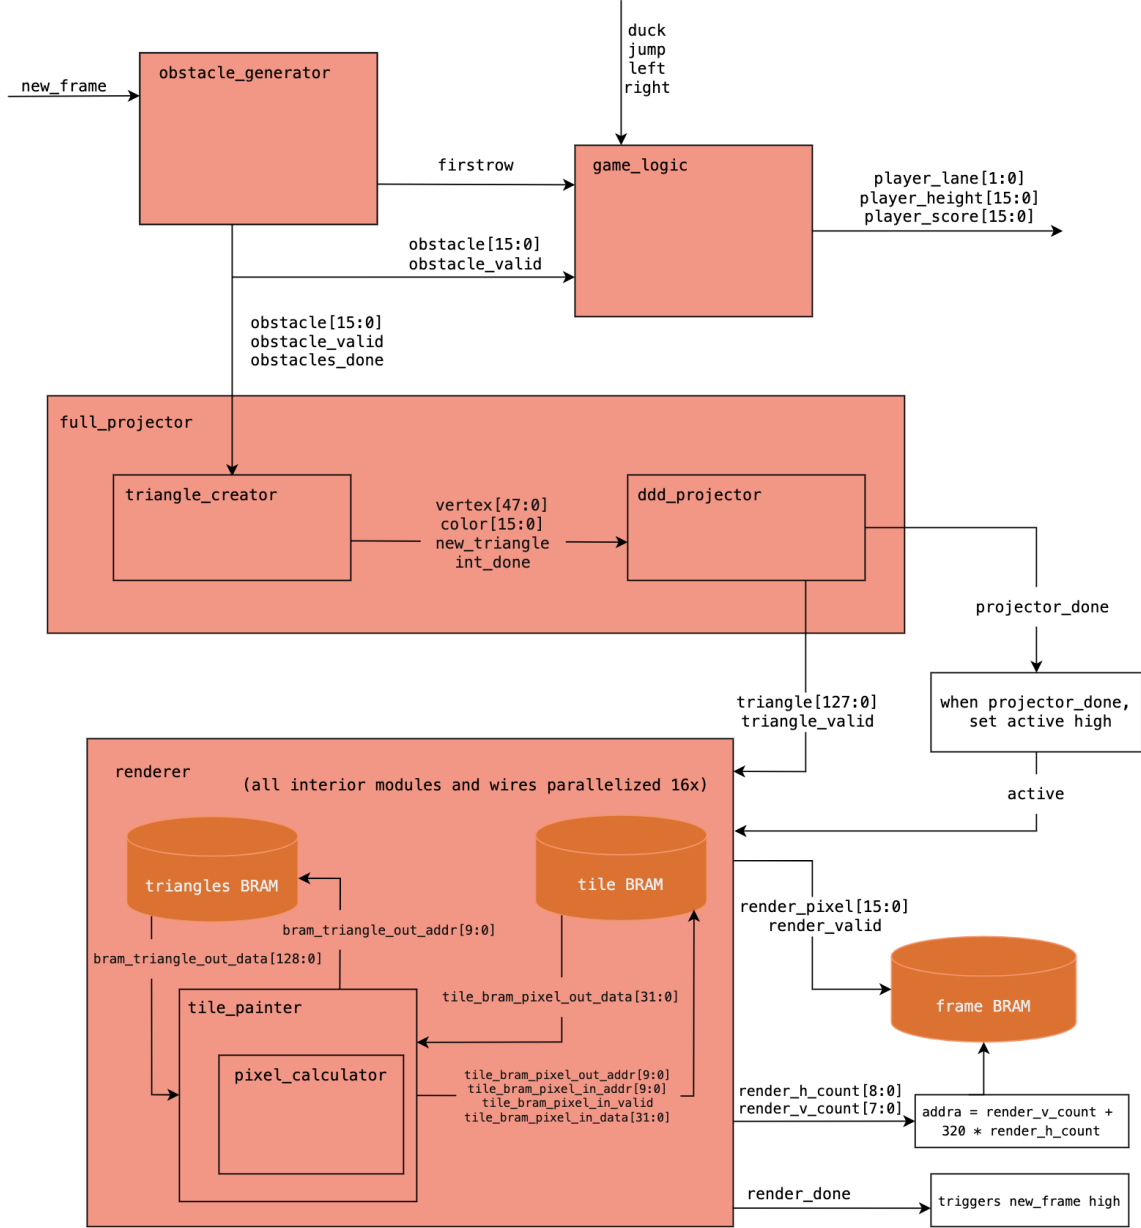 duck
jump
left
right
new_frame
obstacle_generator
firstrow
game_logic
player_lane[1:0]
player_height[15:0]
player_score[15:0]
obstacle[15:0]
obstacle_valid
obstacle[15:0]
obstacle_valid
obstacles_done
full_projector
triangle_creator
vertex[47:0]
color[15:0]
new_triangle
int_done
ddd_projector
projector_done
when projector_done,
set active high
triangle[127:0]
triangle_valid
active
renderer
(all interior modules and wires parallelized 16x)
triangles BRAM
tile BRAM
bram_triangle_out_addr[9:0]
bram_triangle_out_data[128:0]
render_pixel[15:0]
render_valid
tile_painter
tile_bram_pixel_out_data[31:0]
frame BRAM
pixel_calculator
tile_bram_pixel_out_addr[9:0]
tile_bram_pixel_in_addr[9:0]
tile_bram_pixel_in_valid
tile_bram_pixel_in_data[31:0]
render_h_count[8:0]
render_v_count[7:0]
addra = render_v_count +
320 * render_h_count
render_done
triggers new_frame high